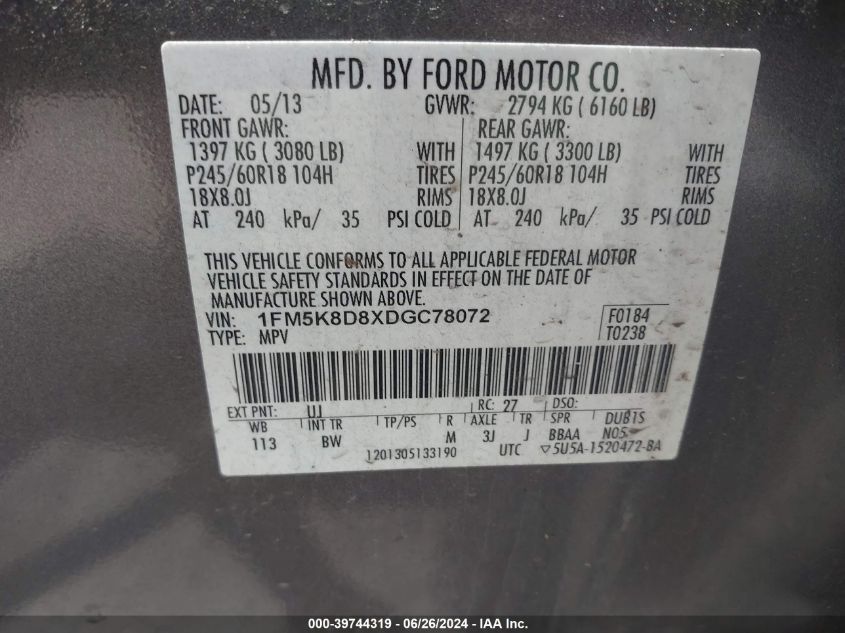 MFD. BY FORD MOTOR CO.
DATE: 05/13 GVWR: 2794 KG ( 6160 LB)
FRONT GAWR: REAR GAWR:
1397 KG ( 3080 LB) WITH 1497 KG ( 3300 LB) WITH
P245/60R18 104H TIRES P245/60R18 104H TIRES
18X8.0J RIMS 18X8.0J RIMS
AT 240 kPa/ 35 PSI COLD AT 240 kPa/ 35 PSI COLD
THIS VEHICLE CONFORMS TO ALL APPLICABLE FEDERAL MOTOR
VEHICLE SAFETY STANDARDS IN EFFECT ON THE DATE OF
MANUFACTURE SHOWN ABOVE.
VIN: 1FM5K8D8XDGC78072 F0184
TYPE: MPV T0238
EXT PNT: UJ RC: 27 DSO:
WB INT TR TP/PS R AXLE TR SPR DUBTS
113 BW M 3J J BBAA N05
1201305133190 UTC ▽5U5A-1520472-BA
000-39744319 - 06/26/2024 - IAA Inc.